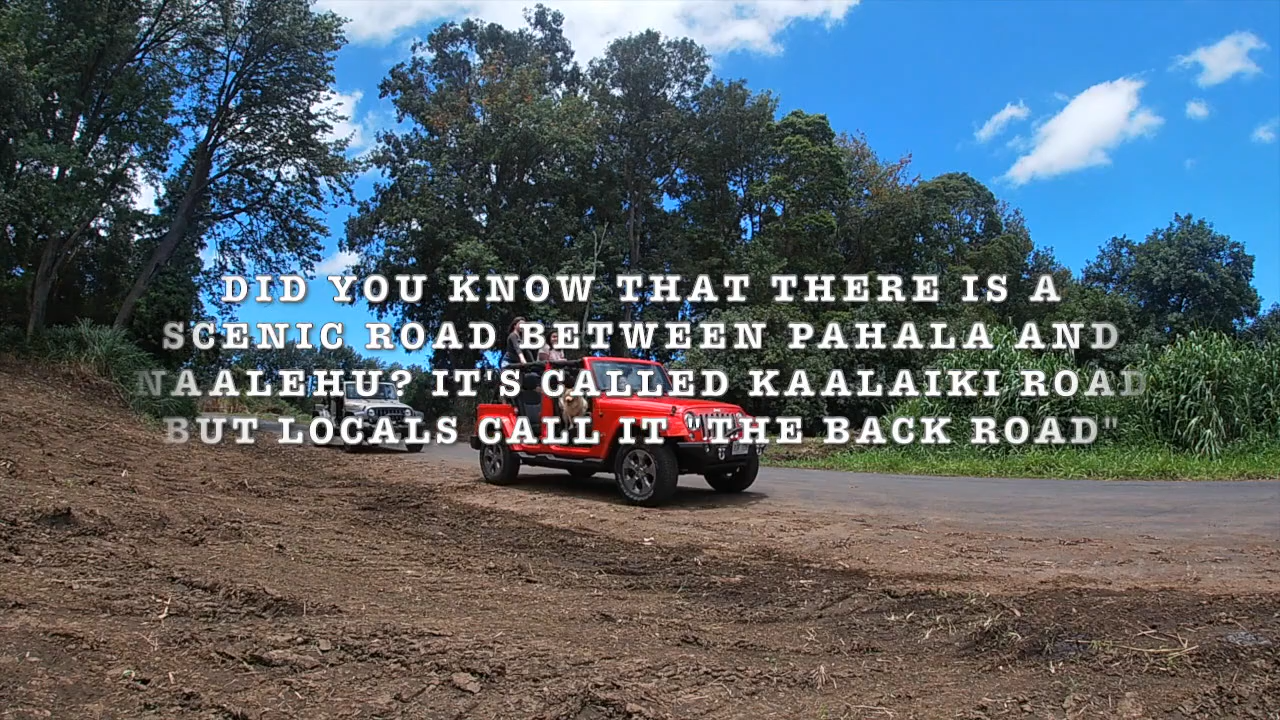 DID YOU KNOW THAT THERE IS A
SCENIC ROAD BETWEEN PAHALA AND
NAALEHU? IT'S CALLED KAALAIKI ROAD
BUT LOCALS CALL IT "THE BACK ROAD"